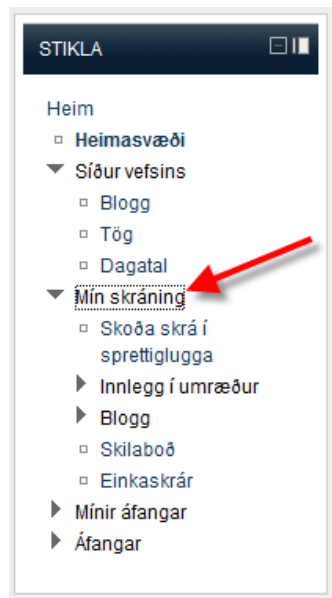 STIKLA
Heim
Heimasvæði
Síður vefsins
Blogg
Tög
Dagatal
Mín skráning
Skoða skrá í
sprettiglugga
Innlegg í umræður
Blogg
Skilaboð
Einkaskrár
Mínir áfangar
Áfangar